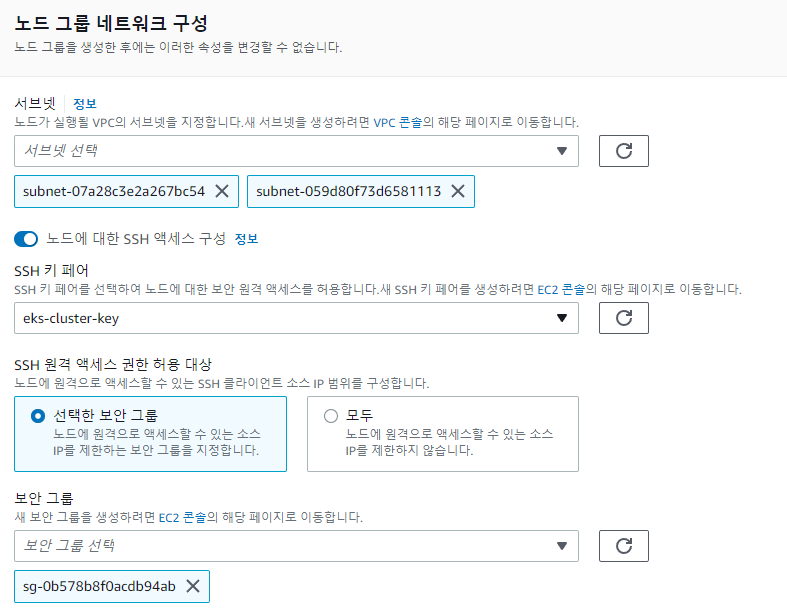 노드 그룹 네트워크 구성
노드 그룹을 생성한 후에는 이러한 속성을 변경할 수 없습니다.
서브넷 정보
노드가 실행될 VPC의 서브넷을 지정합니다.새 서브넷을 생성하려면 VPC 콘솔의 해당 페이지로 이동합니다.
서브넷 선택
subnet-07a28c3e2a267bc54 subnet-059d80f73d6581113
노드에 대한 SSH 액세스 구성 정보
SSH 키 페어
SSH 키 페어를 선택하여 노드에 대한 보안 원격 액세스를 허용합니다.새 SSH 키 페어를 생성하려면 EC2 콘솔의 해당 페이지로 이동합니다.
eks-cluster-key
SSH 원격 액세스 권한 허용 대상
노드에 원격으로 액세스할 수 있는 SSH 클라이언트 소스 IP 범위를 구성합니다.
선택한 보안 그룹
노드에 원격으로 액세스할 수 있는 소스
IP를 제한하는 보안 그룹을 지정합니다.
모두
노드에 원격으로 액세스할 수 있는 소스
IP를 제한하지 않습니다.
보안 그룹
새 보안 그룹을 생성하려면 EC2 콘솔의 해당 페이지로 이동합니다.
보안 그룹 선택
sg-0b578b8f0acdb94ab